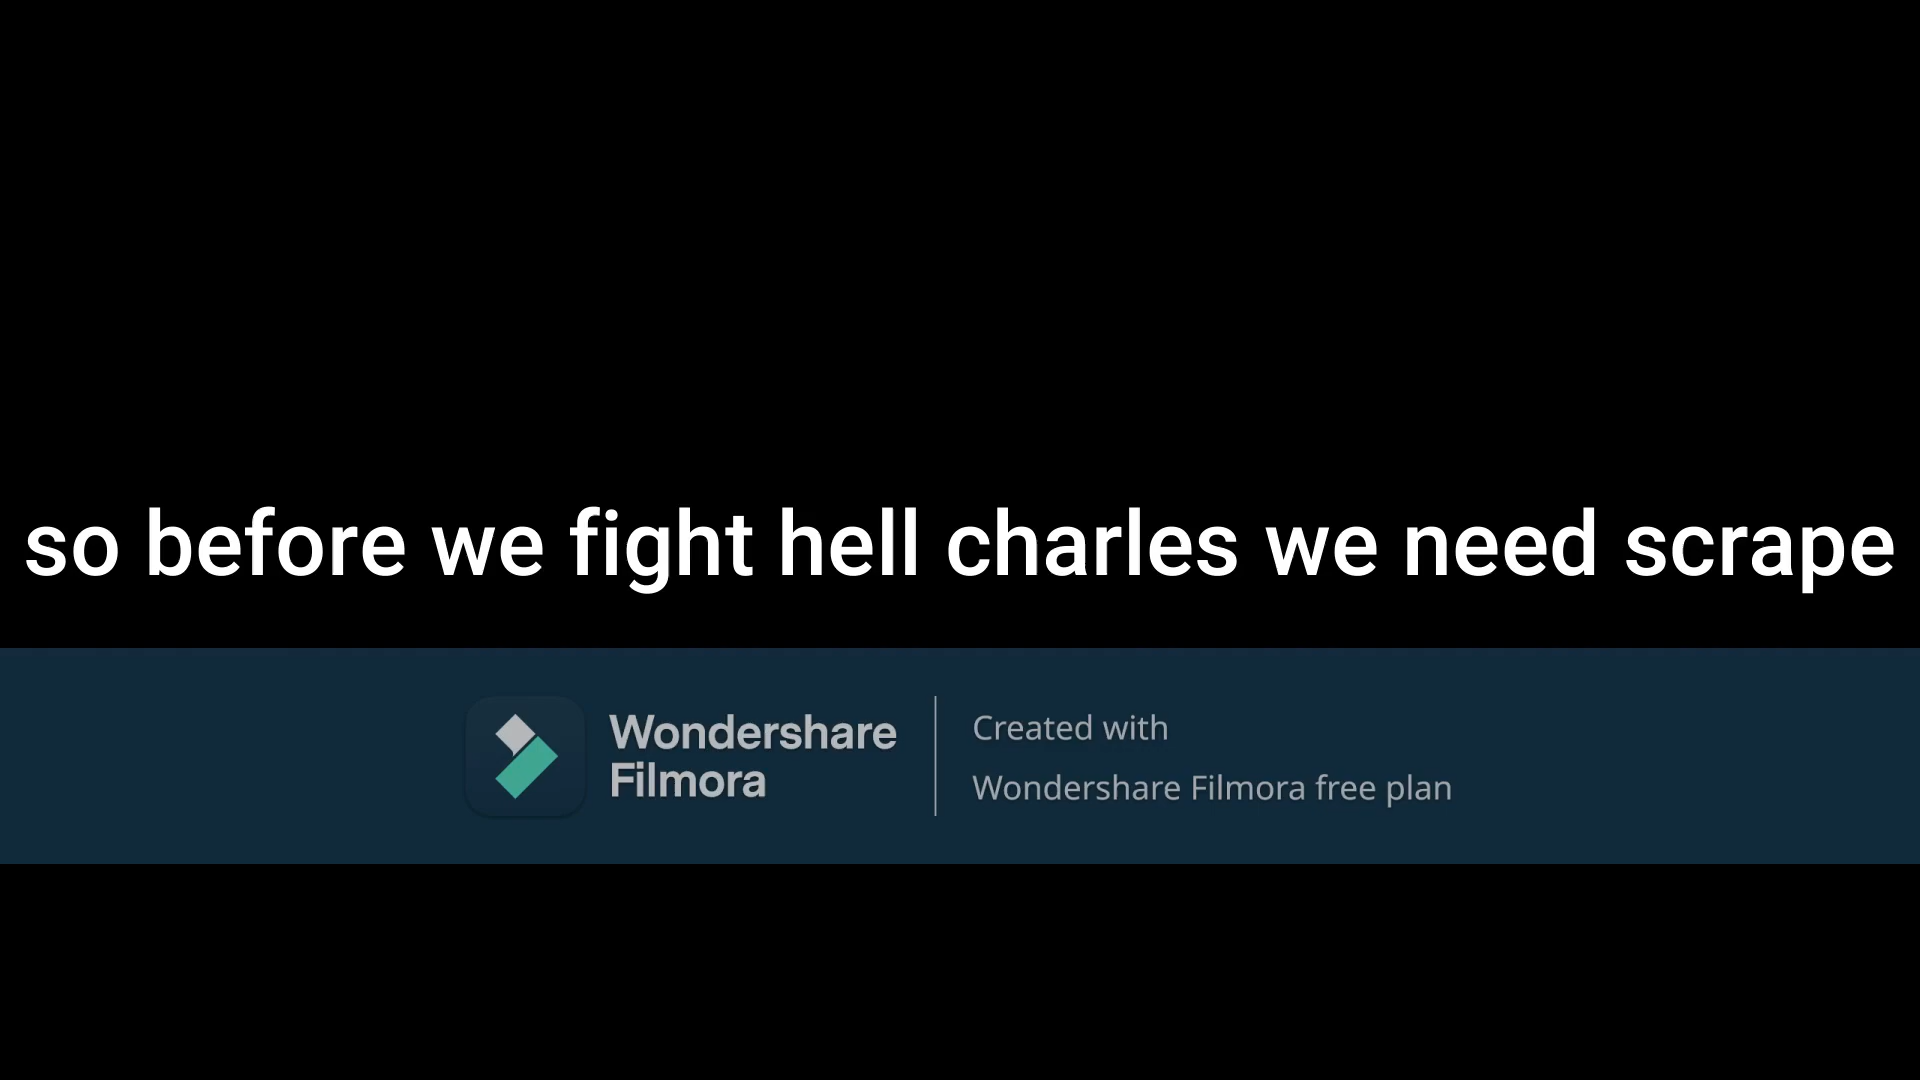 so before we fight hell charles we need scrape
Wondershare
Filmora
Created with
Wondershare Filmora free plan